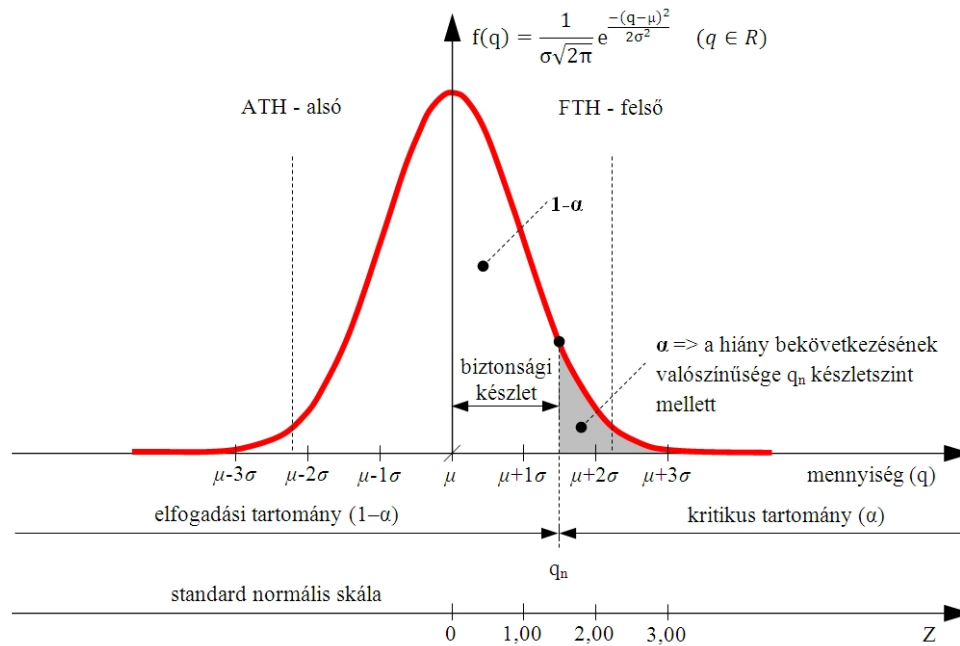 f(q) = 1/(σ√2π) e^(-(q-μ)²/2σ²) (q ∈ R)
ATH - alsó
FTH - felső
1-α
α => a hiány bekövetkezésének
valószínűsége qₙ készletszint
mellett
biztonsági
készlet
μ-3σ μ-2σ μ-1σ μ μ+1σ μ+2σ μ+3σ mennyiség (q)
elfogadási tartomány (1−α) kritikus tartomány (α)
qₙ
standard normális skála
0 1,00 2,00 3,00 Z